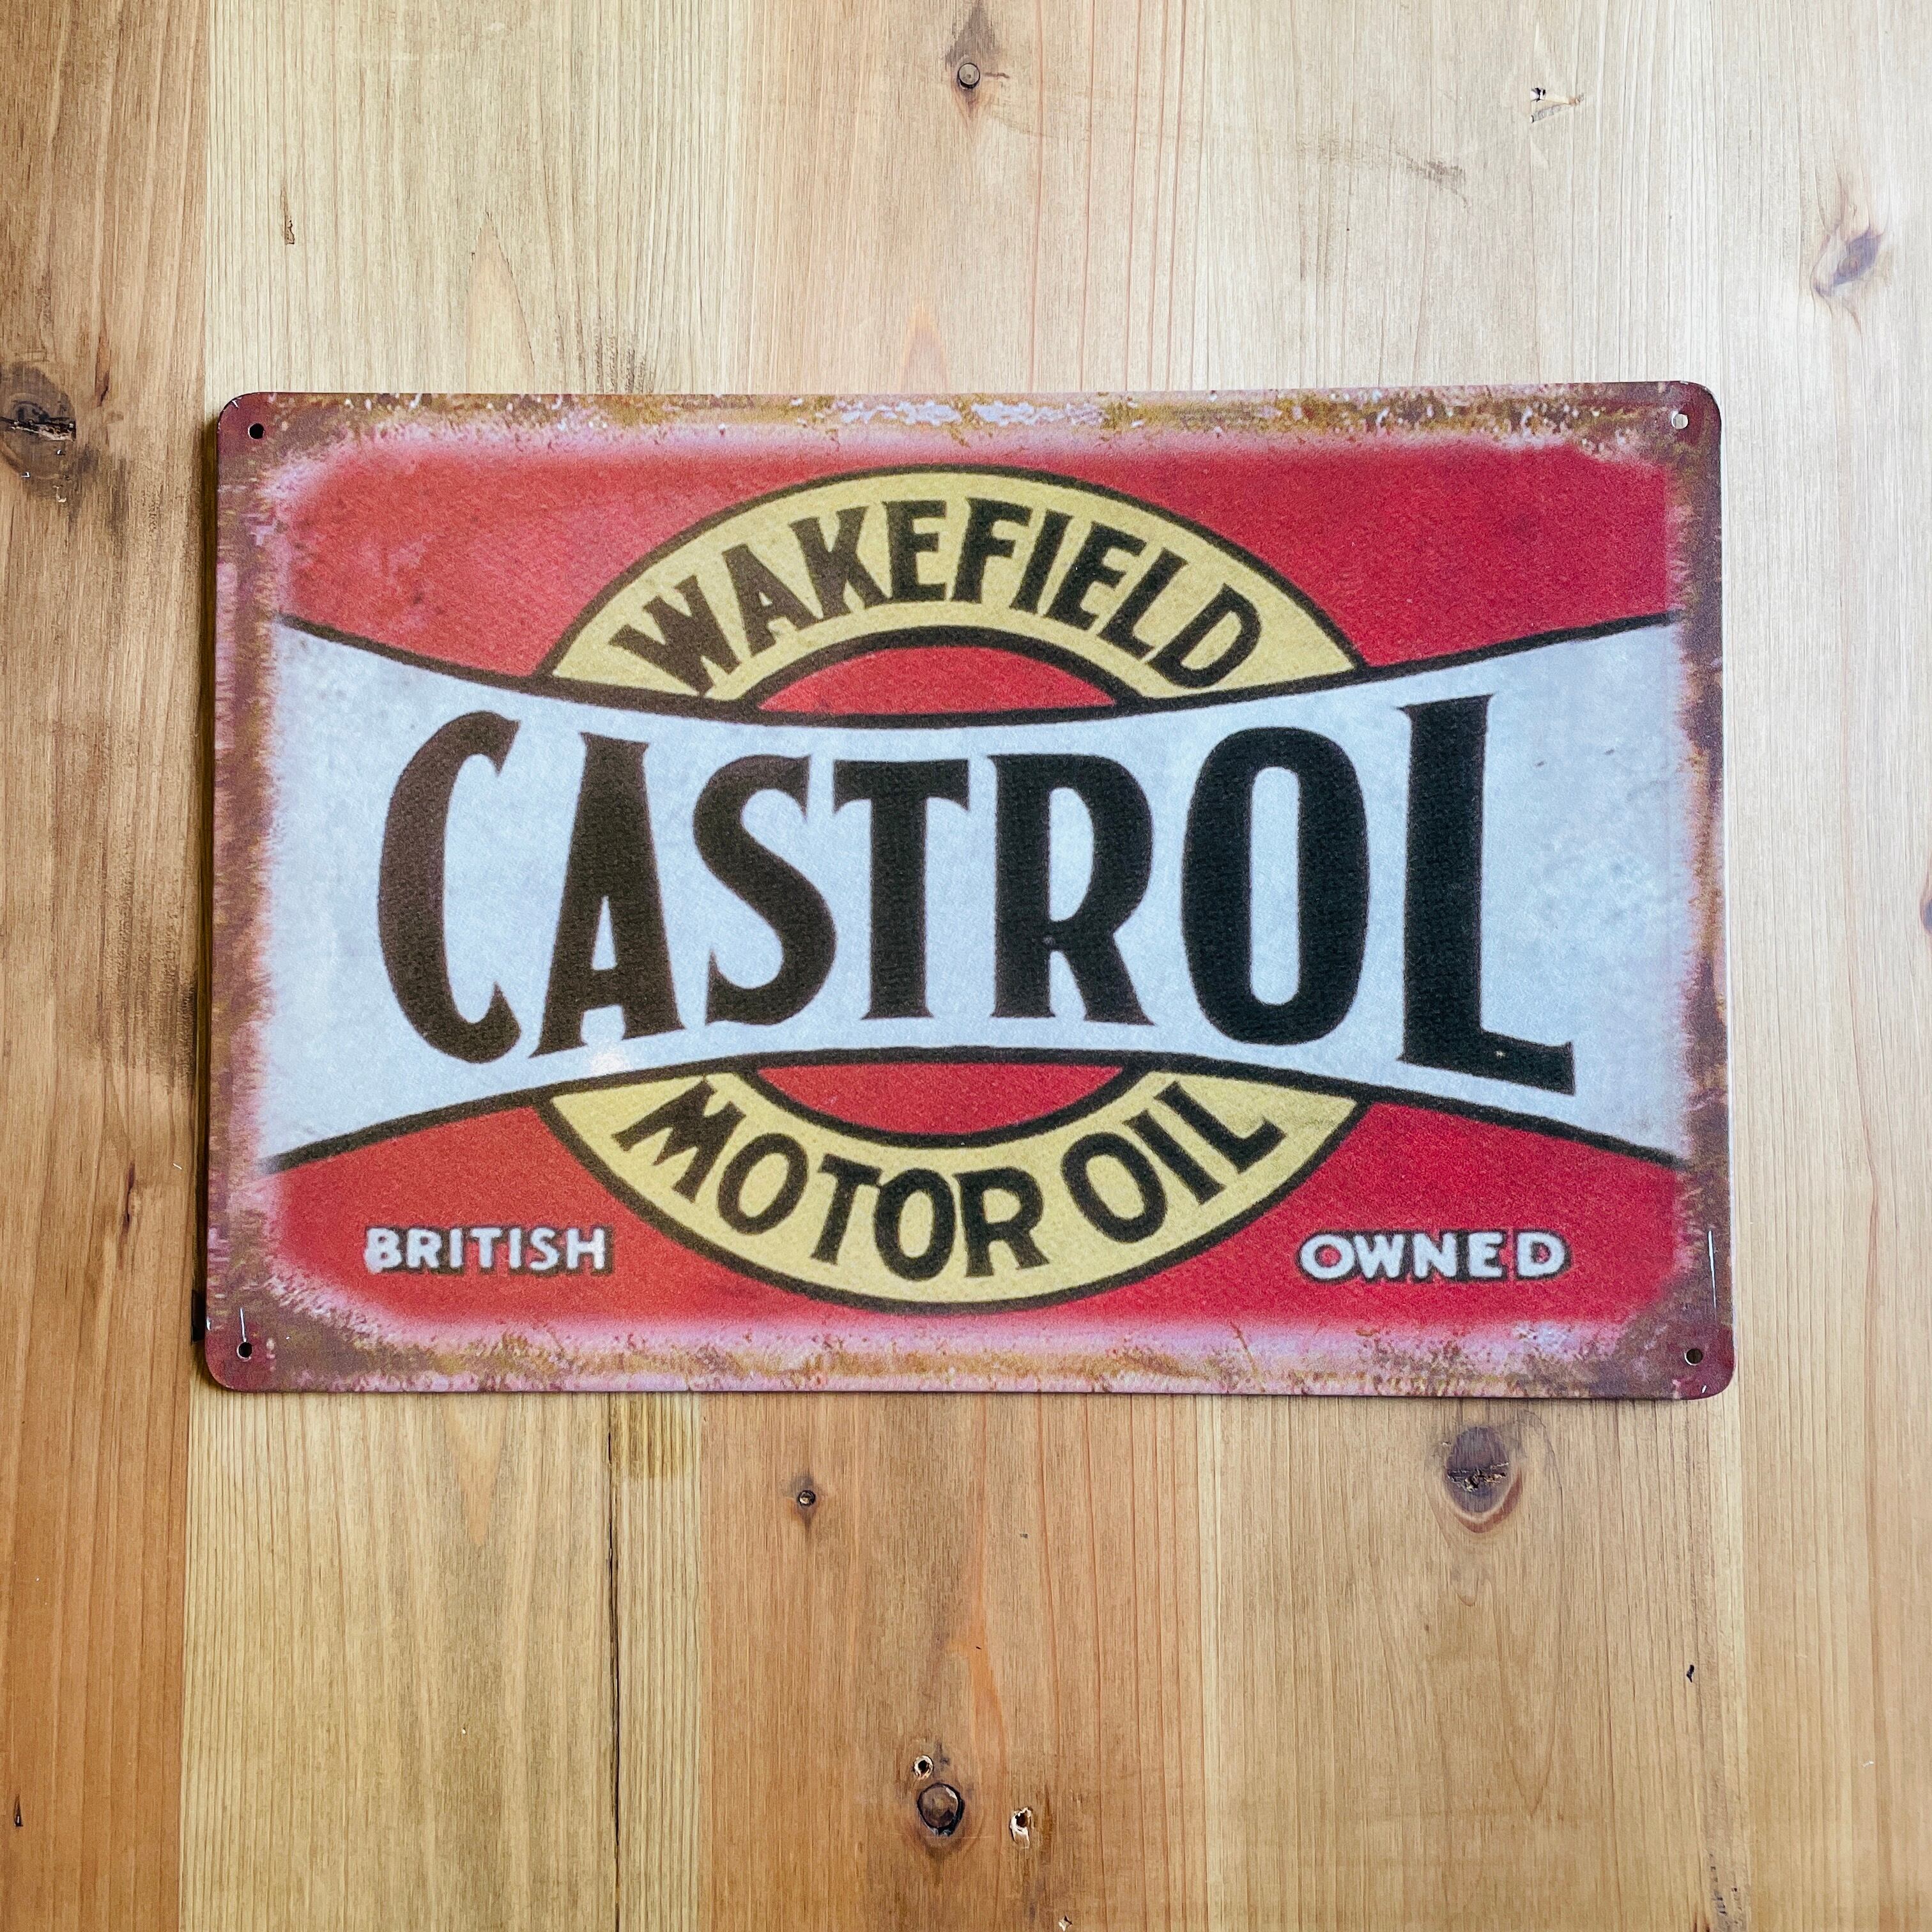 WAKEFIELD
CASTROL
MOTOR OIL
BRITISH OWNED